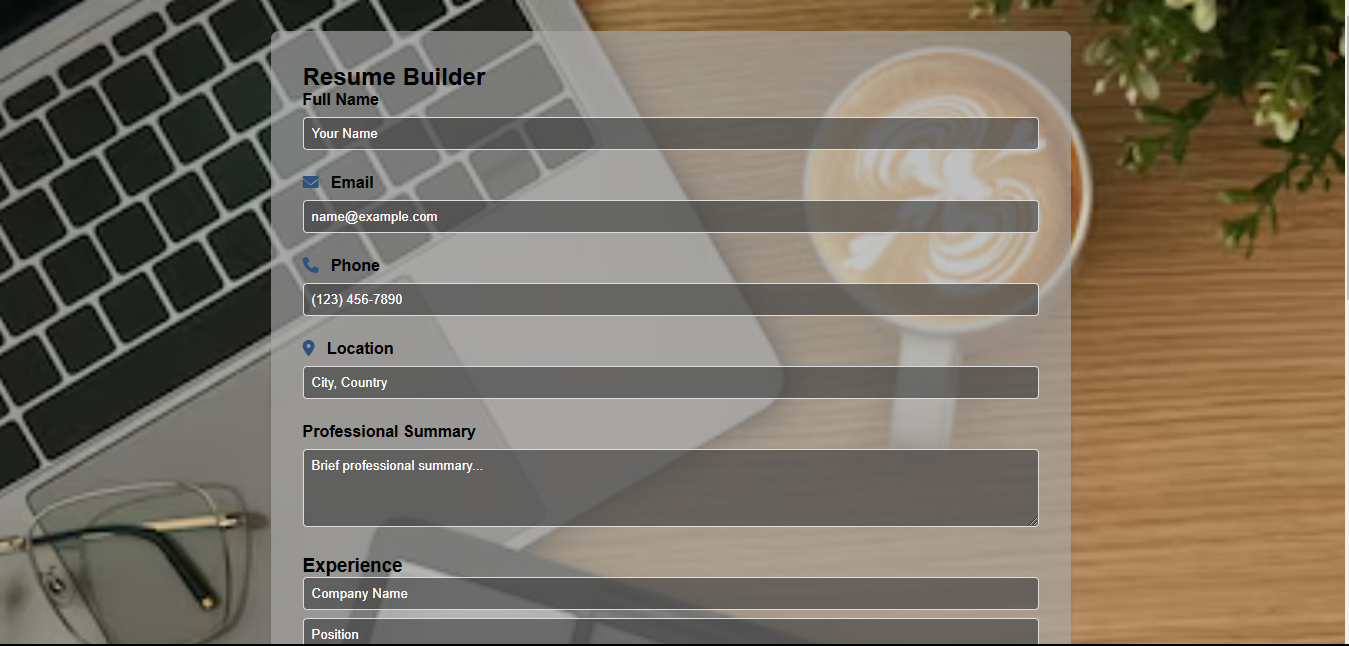 Resume Builder
Full Name
Your Name
Email
name@example.com
Phone
(123) 456-7890
Location
City, Country
Professional Summary
Brief professional summary...
Experience
Company Name
Position